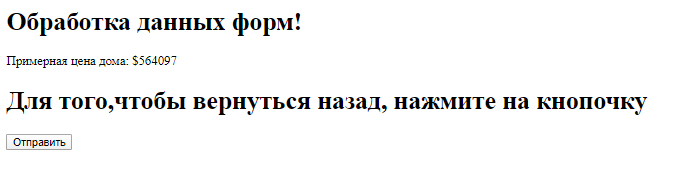 Обработка данных форм!
Примерная цена дома: $564097
Для того,чтобы вернуться назад, нажмите на кнопочку
Отправить